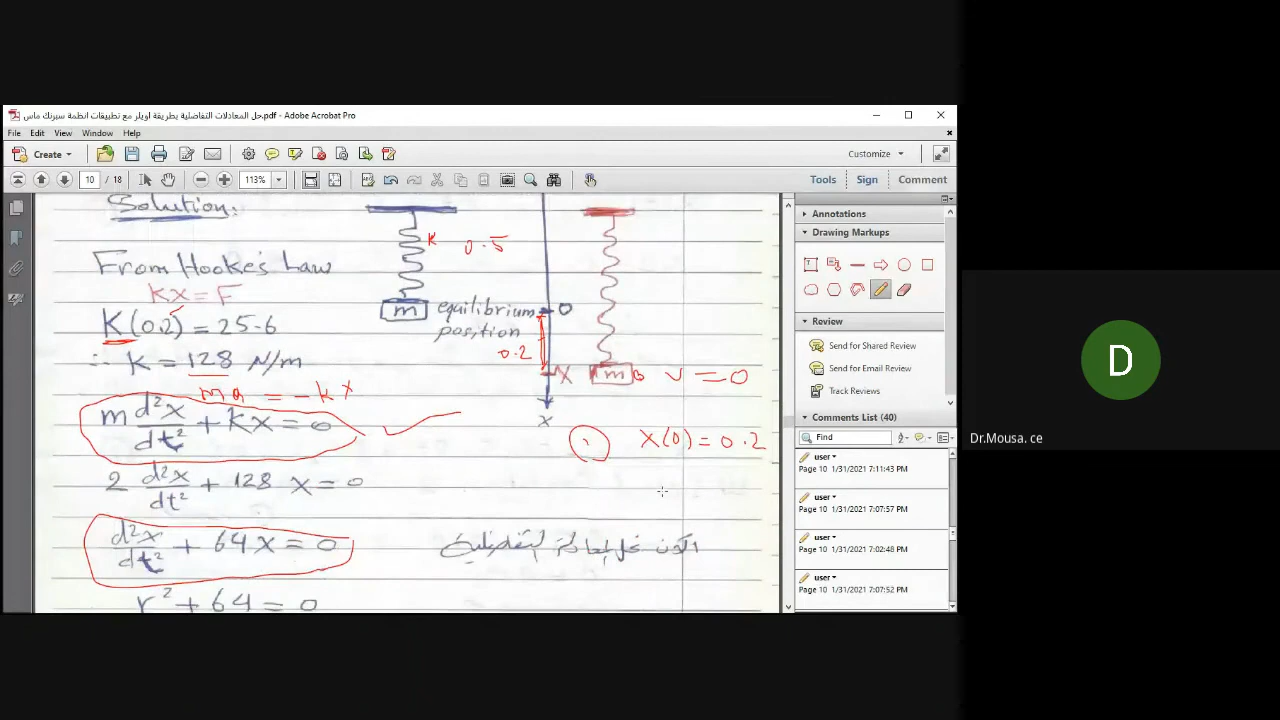 حل المعادلات التفاضلية بطريقة اويلر مع تطبيقات انظمة سبرنك ماس.pdf - Adobe Acrobat Pro
File Edit View Window Help
Create
Customize
10 / 18
113%
Tools Sign Comment
Solution:
From Hooke's Law
kx = F
K(0.2) = 25.6
∴ K = 128 N/m
ma = -kx
m d²x/dt² + kx = 0
2 d²x/dt² + 128 x = 0
d²x/dt² + 64x = 0
r² + 64 = 0
K 0.5
m equilibrium position 0
0.2
x m v = 0
x
1 x(0) = 0.2
الآن نحل المعادلة التفاضلية
Annotations
Drawing Markups
Review
Send for Shared Review
Send for Email Review
Track Reviews
Comments List (40)
Find
user
Page 10 1/31/2021 7:11:43 PM
user
Page 10 1/31/2021 7:07:57 PM
user
Page 10 1/31/2021 7:02:48 PM
user
Page 10 1/31/2021 7:07:52 PM
D
Dr.Mousa. ce